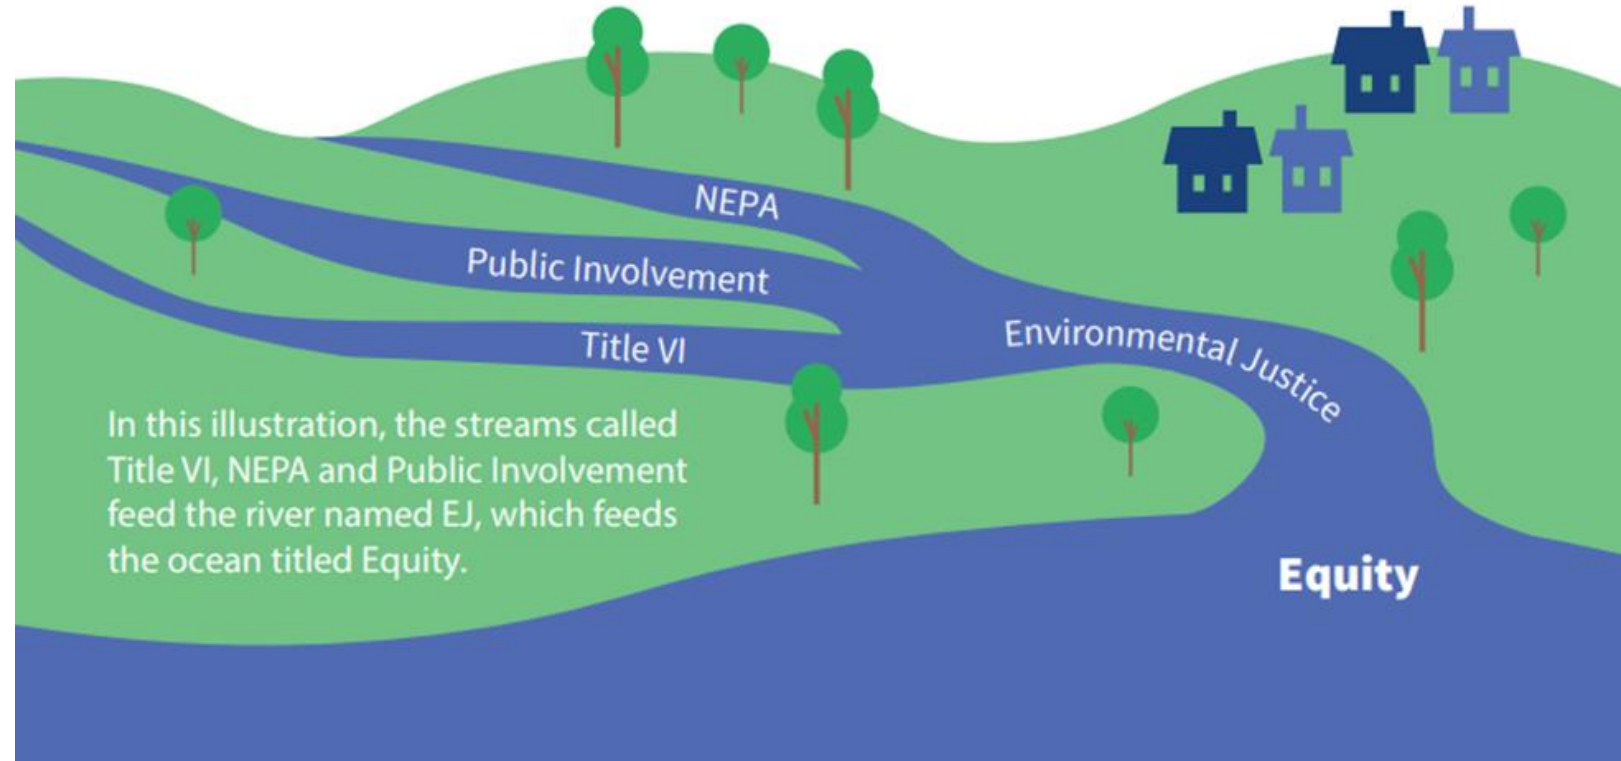 NEPA
Public Involvement
Title VI
Environmental Justice
In this illustration, the streams called
Title VI, NEPA and Public Involvement
feed the river named EJ, which feeds
the ocean titled Equity.
Equity